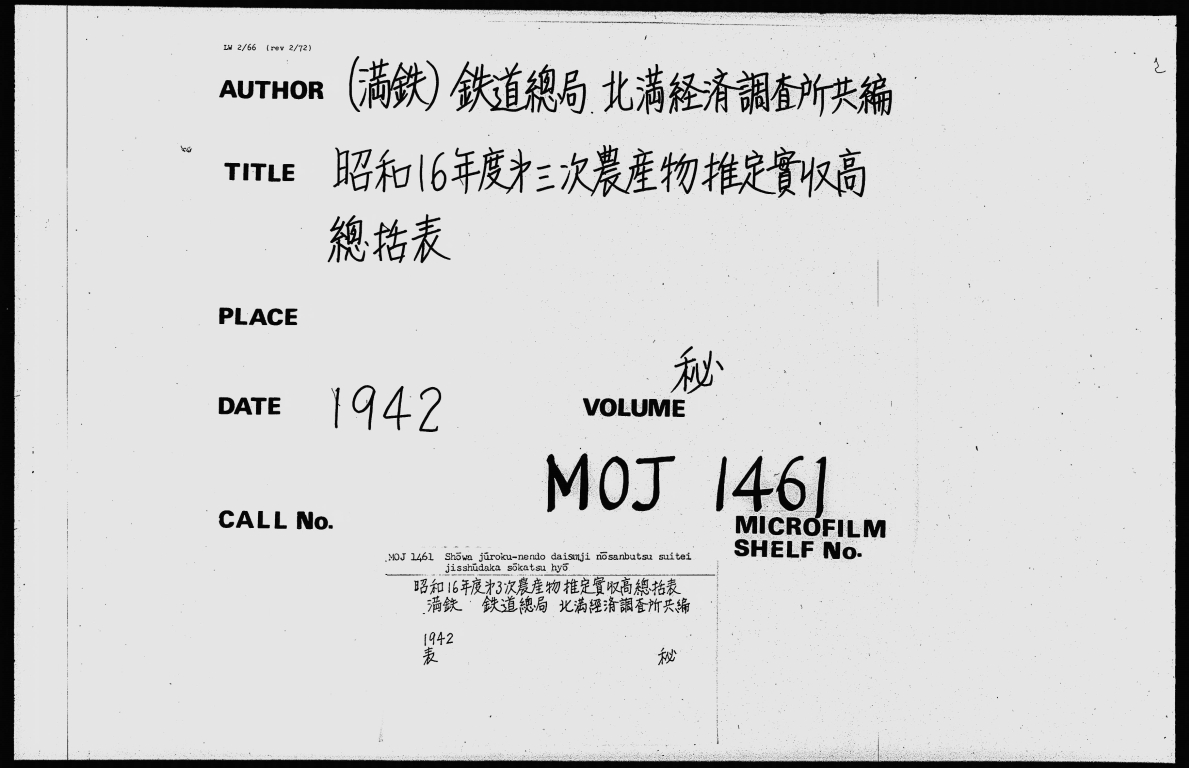 LW 2/66 (rev 2/72)
AUTHOR (満鉄) 鉄道總局 北満経済調査所共編
TITLE 昭和16年度㐧三次農産物推定實収高
總括表
PLACE
秘
DATE 1942 VOLUME
MOJ 1461
CALL No. MICROFILM
SHELF No.
MOJ 1461 Shōwa jūroku-nendo daisanji nōsanbutsu suitei
jisshūdaka sōkatsu hyō
昭和16年度㐧3次農産物推定實収高總括表
満鉄 鉄道總局 北満経済調査所共編
1942
表 秘